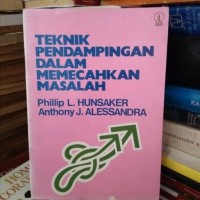 TEKNIK
PENDAMPINGAN
DALAM
MEMECAHKAN
MASALAH
Phillip L. HUNSAKER
Anthony J. ALESSANDRA